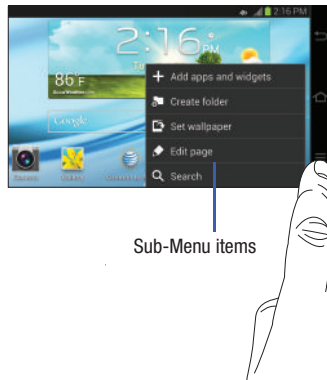 2:16 PM
2:16 PM
86°F
Google
Add apps and widgets
Create folder
Set wallpaper
Edit page
Search
Sub-Menu items